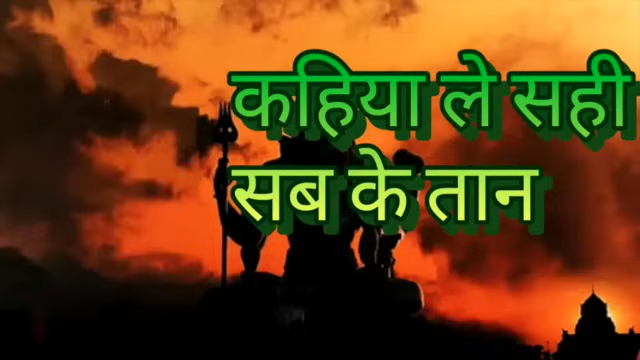 कहिया ले सही
सब के तान